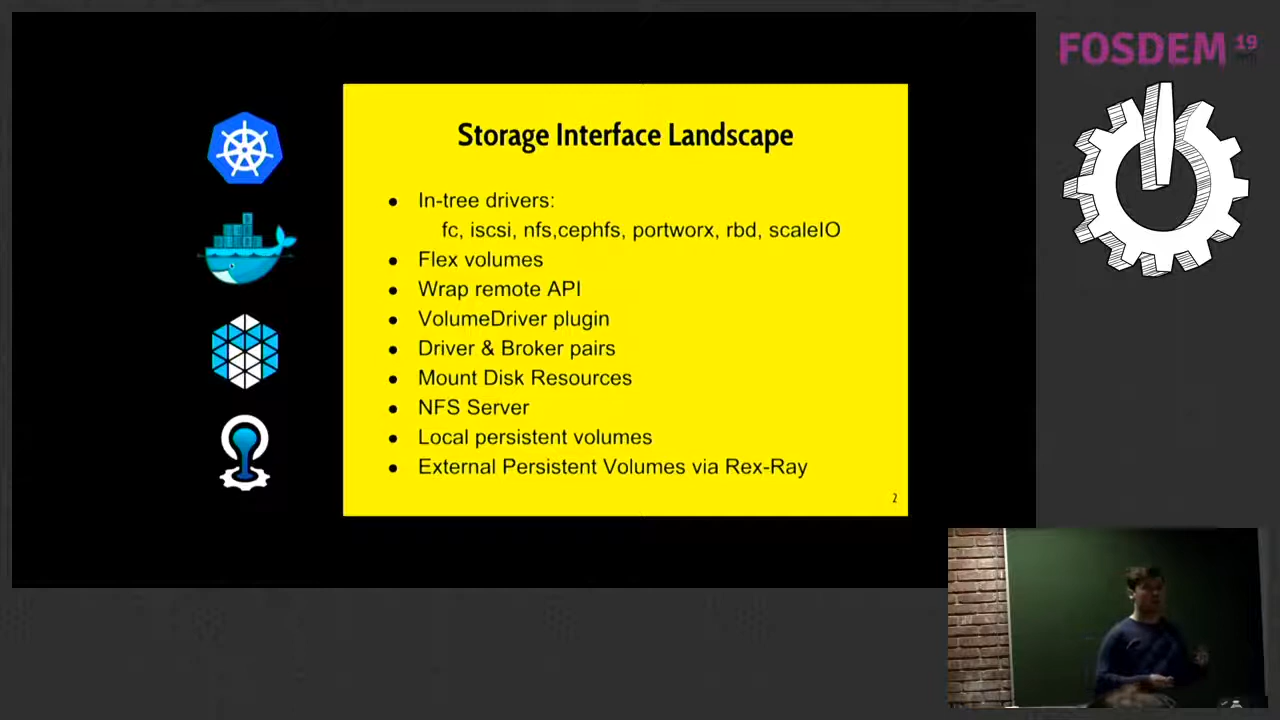 FOSDEM 19
Storage Interface Landscape
In-tree drivers:
fc, iscsi, nfs,cephfs, portworx, rbd, scaleIO
Flex volumes
Wrap remote API
VolumeDriver plugin
Driver & Broker pairs
Mount Disk Resources
NFS Server
Local persistent volumes
External Persistent Volumes via Rex-Ray
2